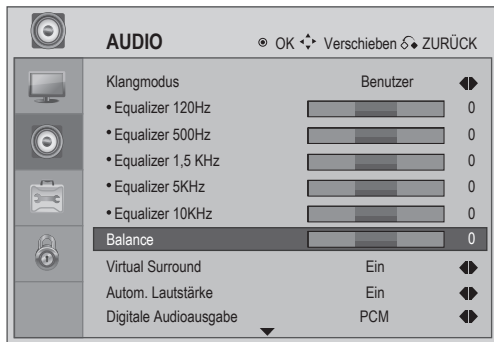 AUDIO OK Verschieben ZURÜCK
Klangmodus Benutzer
• Equalizer 120Hz 0
• Equalizer 500Hz 0
• Equalizer 1,5 KHz 0
• Equalizer 5KHz 0
• Equalizer 10KHz 0
Balance 0
Virtual Surround Ein
Autom. Lautstärke Ein
Digitale Audioausgabe PCM